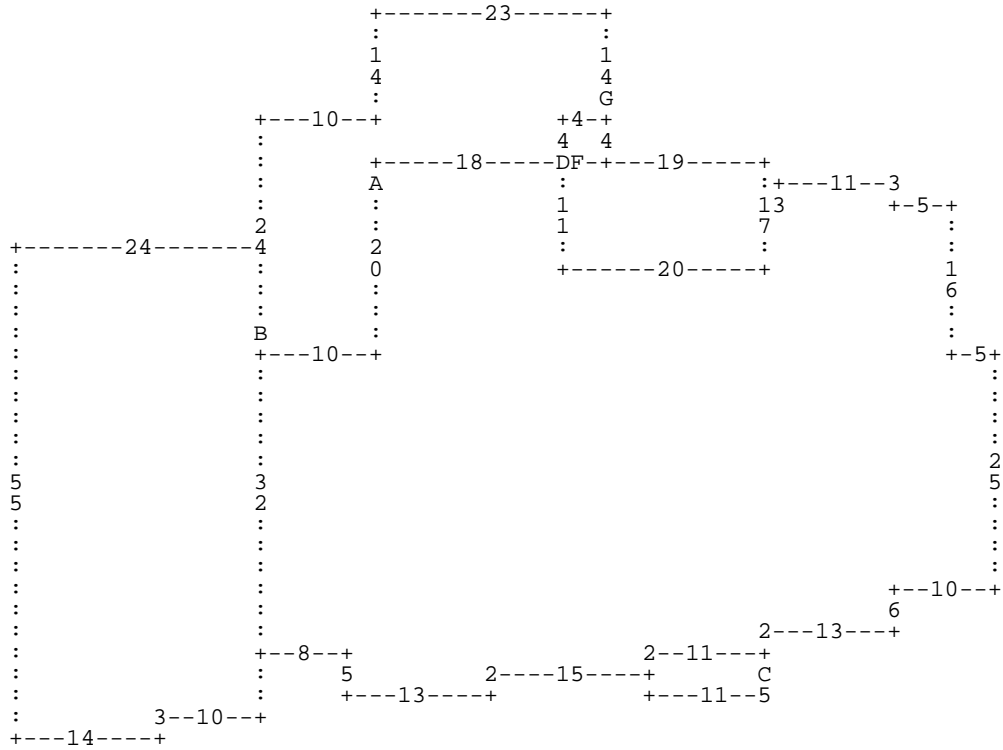 +-------23------+
                         :               :
                         1               1
                         4               4
                         :               G
                 +---10--+            +4-+
                 :                    4  4
                 :       +-----18-----DF-+---19-----+
                 :       A            :             :+---11--3
                 :       :            1             13       +-5-+
                 2       :            1             7            :
+-------24-------4       2            :             :            :
:                :       0            +------20-----+            1
:                :       :                                       6
:                :       :                                       :
:                B       :                                       :
:                +---10--+                                       +-5+
:                :                                                  :
:                :                                                  :
:                :                                                  :
:                :                                                  :
:                :                                                  2
5                3                                                  5
5                2                                                  :
:                :                                                  :
:                :                                                  :
:                :                                                  :
:                :                                           +--10--+
:                :                                           6
:                :                                  2---13---+
:                +--8--+                    2--11---+
:                :     5         2----15----+       C
:                :     +---13----+          +---11--5
:         3--10--+
+---14----+